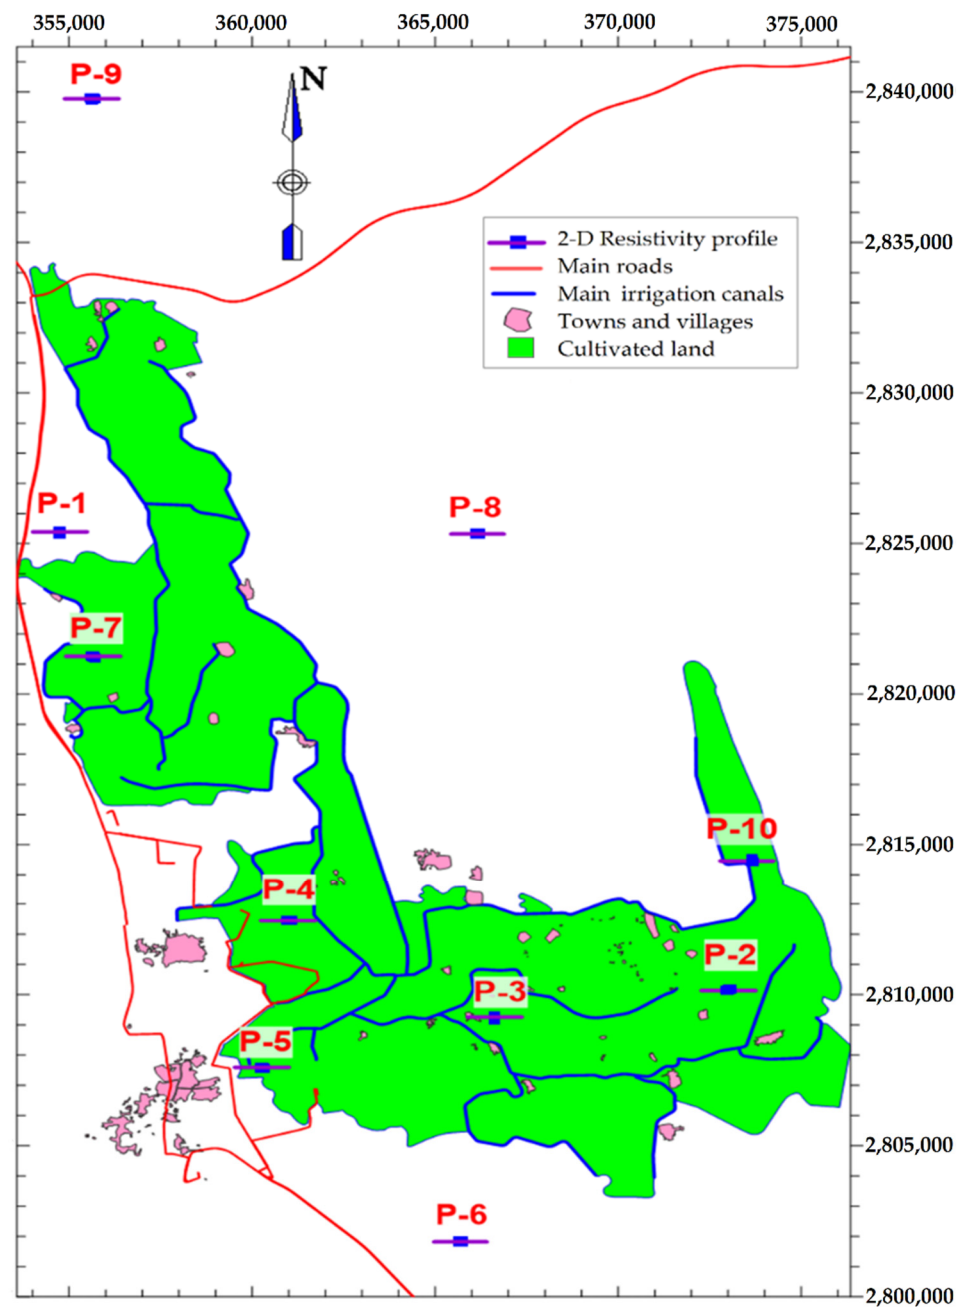 355,000 360,000 365,000 370,000 375,000
P-9
N
2,840,000
2-D Resistivity profile
2,835,000
Main roads
Main irrigation canals
Towns and villages
Cultivated land
2,830,000
P-1
P-8
2,825,000
P-7
2,820,000
P-10
2,815,000
P-4
P-2
P-3
2,810,000
P-5
2,805,000
P-6
2,800,000